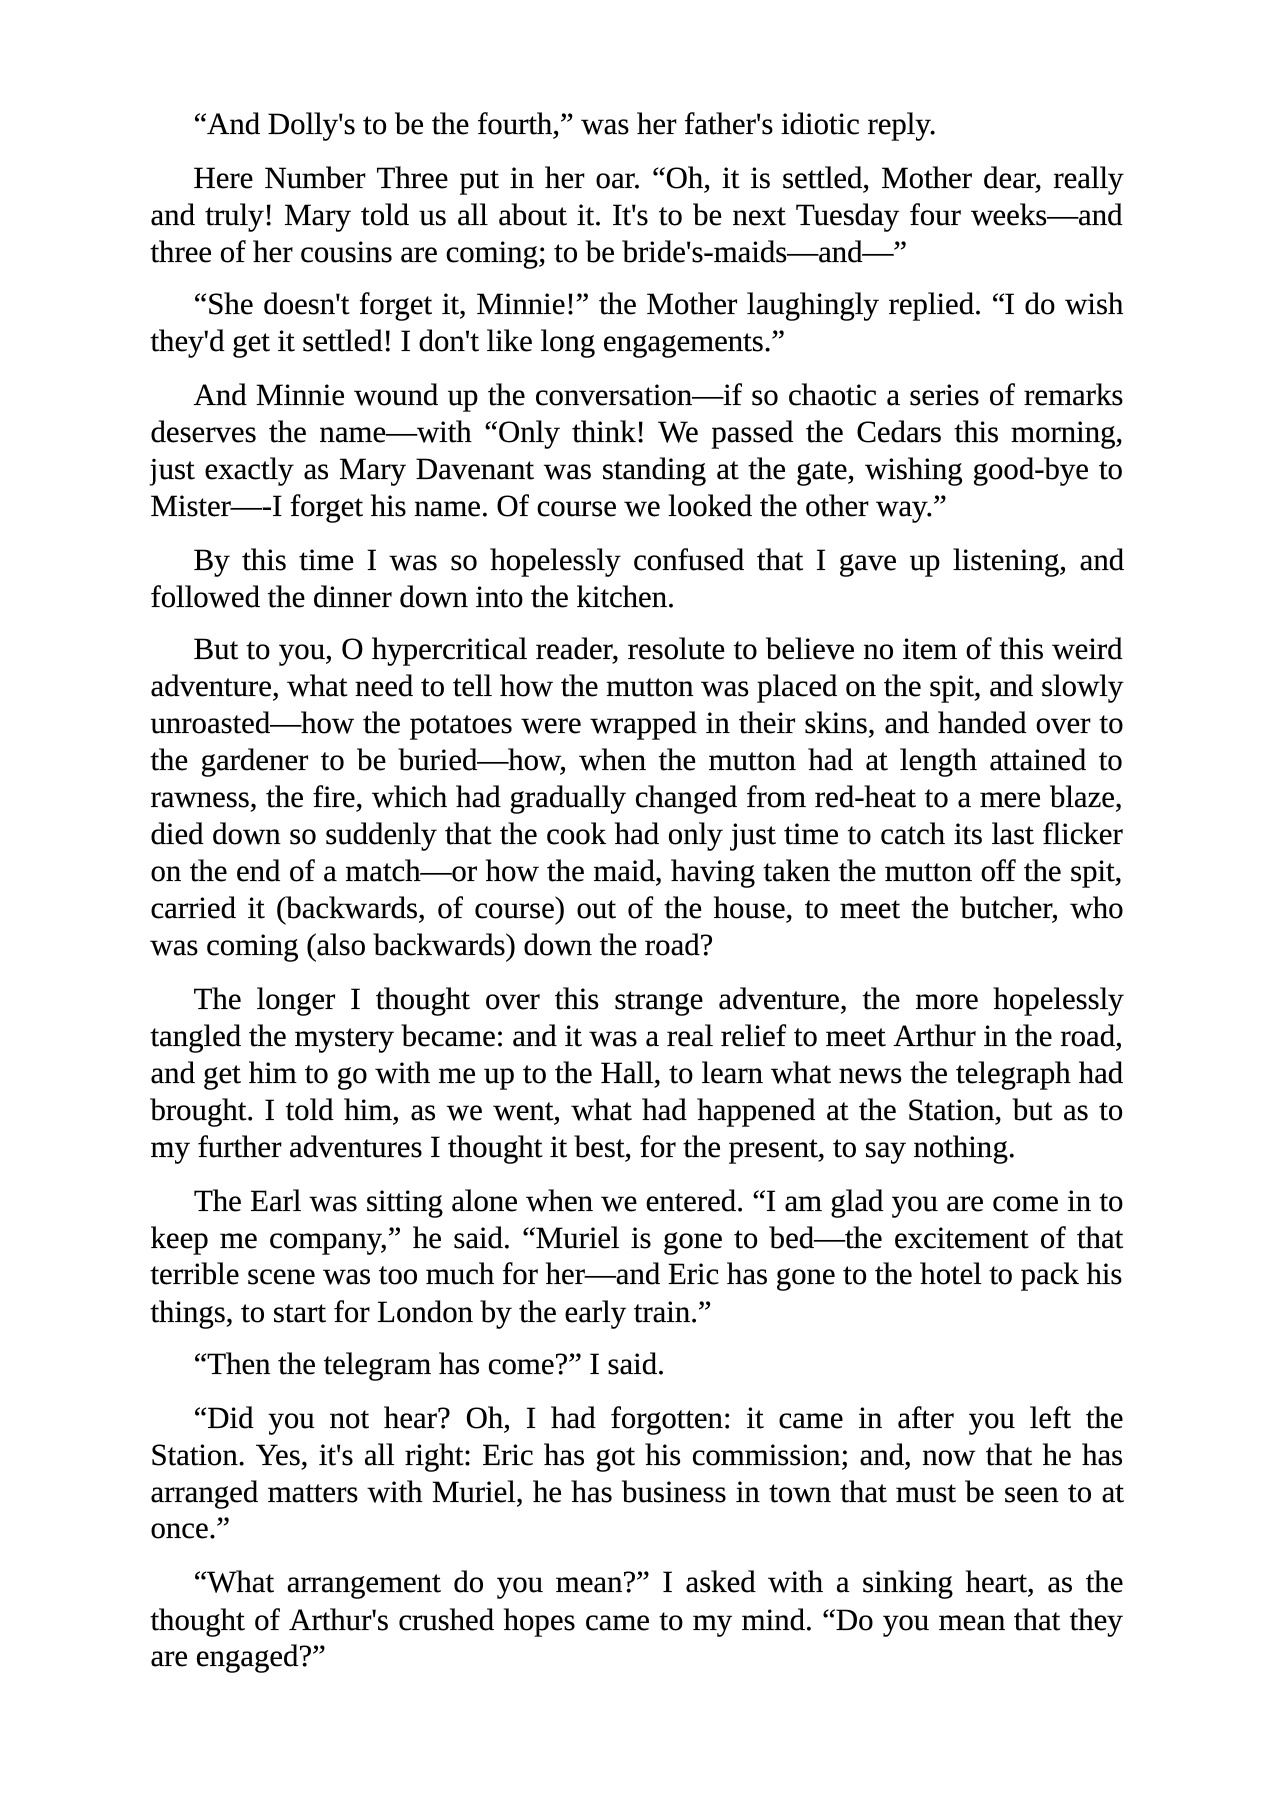 “And Dolly's to be the fourth,” was her father's idiotic reply.
Here Number Three put in her oar. “Oh, it is settled, Mother dear, really
and truly! Mary told us all about it. It's to be next Tuesday four weeks—and
three of her cousins are coming; to be bride's-maids—and—”
“She doesn't forget it, Minnie!” the Mother laughingly replied. “I do wish
they'd get it settled! I don't like long engagements.”
And Minnie wound up the conversation—if so chaotic a series of remarks
deserves the name—with “Only think! We passed the Cedars this morning,
just exactly as Mary Davenant was standing at the gate, wishing good-bye to
Mister—-I forget his name. Of course we looked the other way.”
By this time I was so hopelessly confused that I gave up listening, and
followed the dinner down into the kitchen.
But to you, O hypercritical reader, resolute to believe no item of this weird
adventure, what need to tell how the mutton was placed on the spit, and slowly
unroasted—how the potatoes were wrapped in their skins, and handed over to
the gardener to be buried—how, when the mutton had at length attained to
rawness, the fire, which had gradually changed from red-heat to a mere blaze,
died down so suddenly that the cook had only just time to catch its last flicker
on the end of a match—or how the maid, having taken the mutton off the spit,
carried it (backwards, of course) out of the house, to meet the butcher, who
was coming (also backwards) down the road?
The longer I thought over this strange adventure, the more hopelessly
tangled the mystery became: and it was a real relief to meet Arthur in the road,
and get him to go with me up to the Hall, to learn what news the telegraph had
brought. I told him, as we went, what had happened at the Station, but as to
my further adventures I thought it best, for the present, to say nothing.
The Earl was sitting alone when we entered. “I am glad you are come in to
keep me company,” he said. “Muriel is gone to bed—the excitement of that
terrible scene was too much for her—and Eric has gone to the hotel to pack his
things, to start for London by the early train.”
“Then the telegram has come?” I said.
“Did you not hear? Oh, I had forgotten: it came in after you left the
Station. Yes, it's all right: Eric has got his commission; and, now that he has
arranged matters with Muriel, he has business in town that must be seen to at
once.”
“What arrangement do you mean?” I asked with a sinking heart, as the
thought of Arthur's crushed hopes came to my mind. “Do you mean that they
are engaged?”